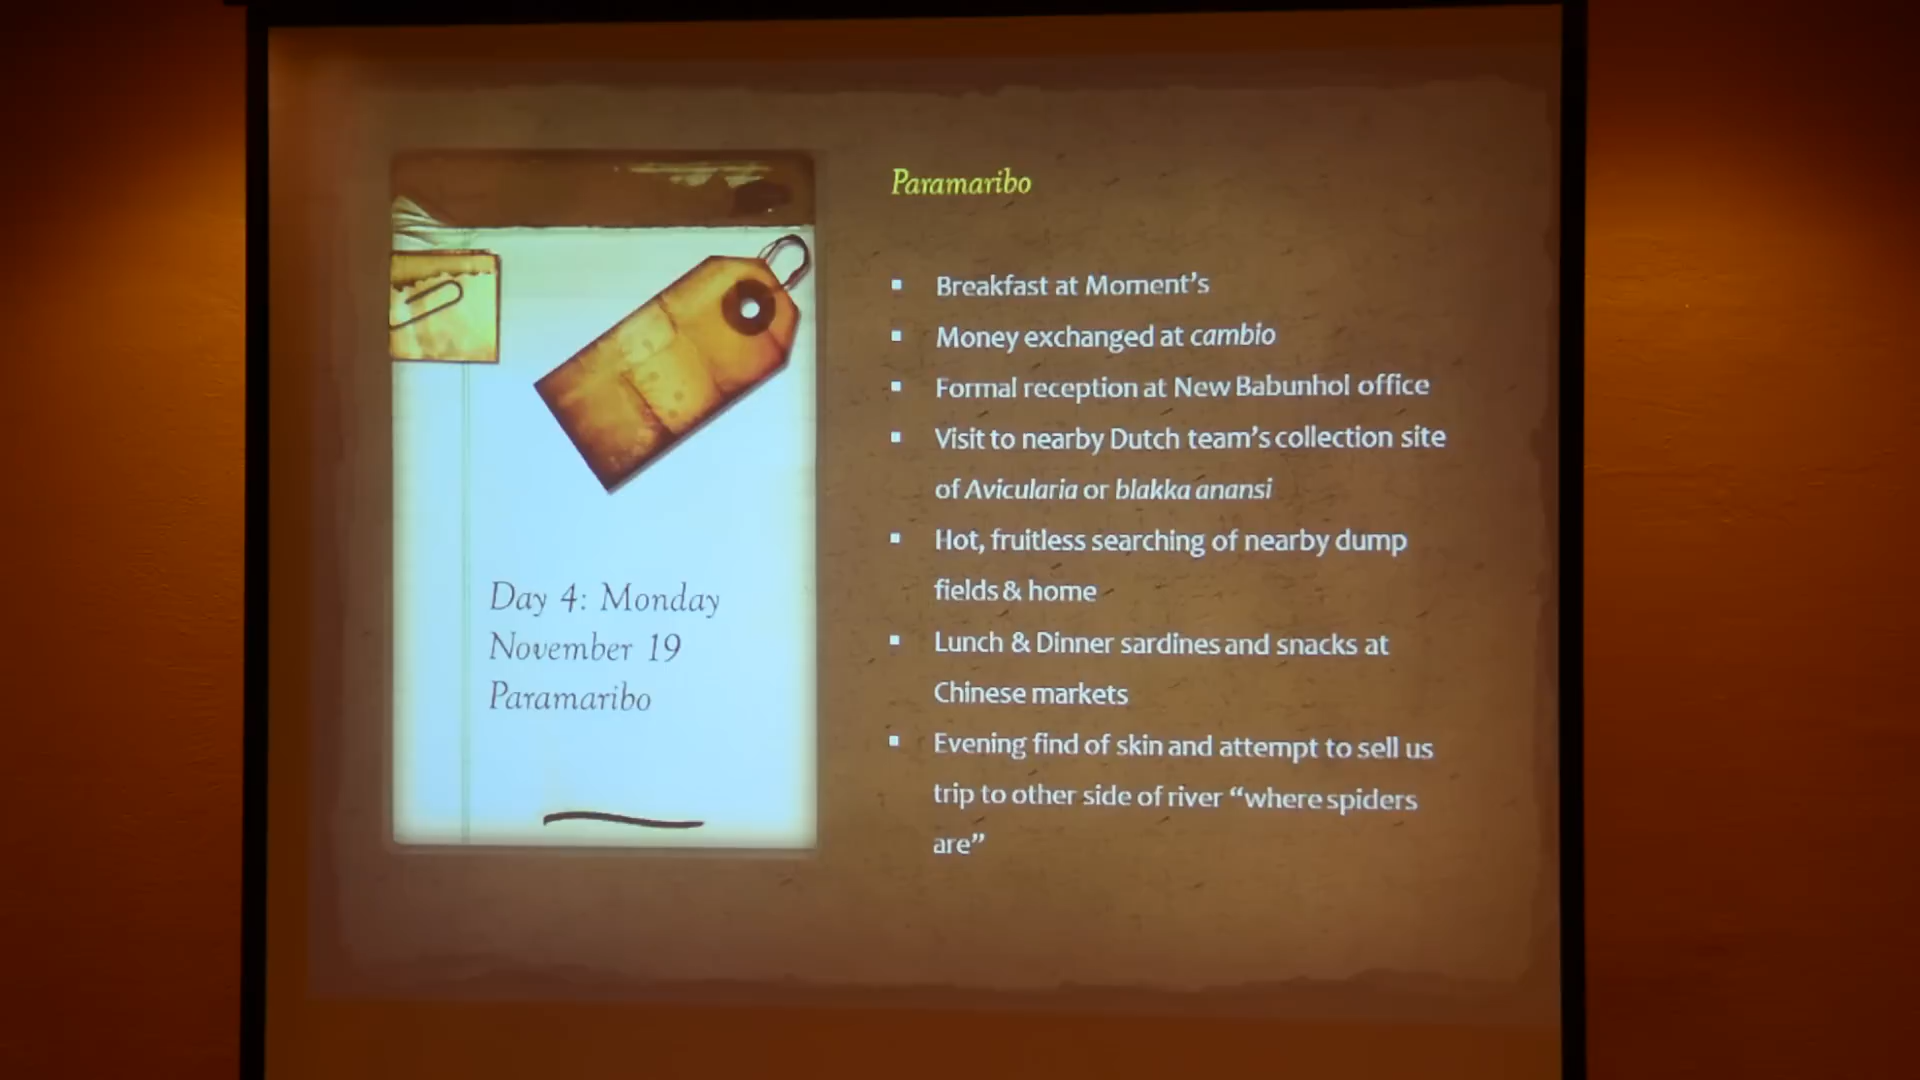 Day 4: Monday
November 19
Paramaribo
Paramaribo
▪ Breakfast at Moment's
▪ Money exchanged at cambio
▪ Formal reception at New Babunhol office
▪ Visit to nearby Dutch team's collection site
of Avicularia or blakka anansi
▪ Hot, fruitless searching of nearby dump
fields & home
▪ Lunch & Dinner sardines and snacks at
Chinese markets
▪ Evening find of skin and attempt to sell us
trip to other side of river “where spiders
are”